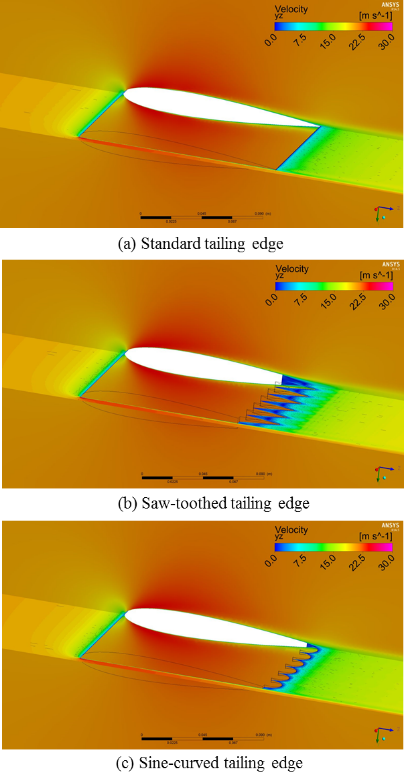 ANSYS
Velocity
yz [m s^-1]
0.0 7.5 15.0 22.5 30.0
(a) Standard tailing edge
ANSYS
Velocity
yz [m s^-1]
0.0 7.5 15.0 22.5 30.0
(b) Saw-toothed tailing edge
ANSYS
Velocity
yz [m s^-1]
0.0 7.5 15.0 22.5 30.0
(c) Sine-curved tailing edge